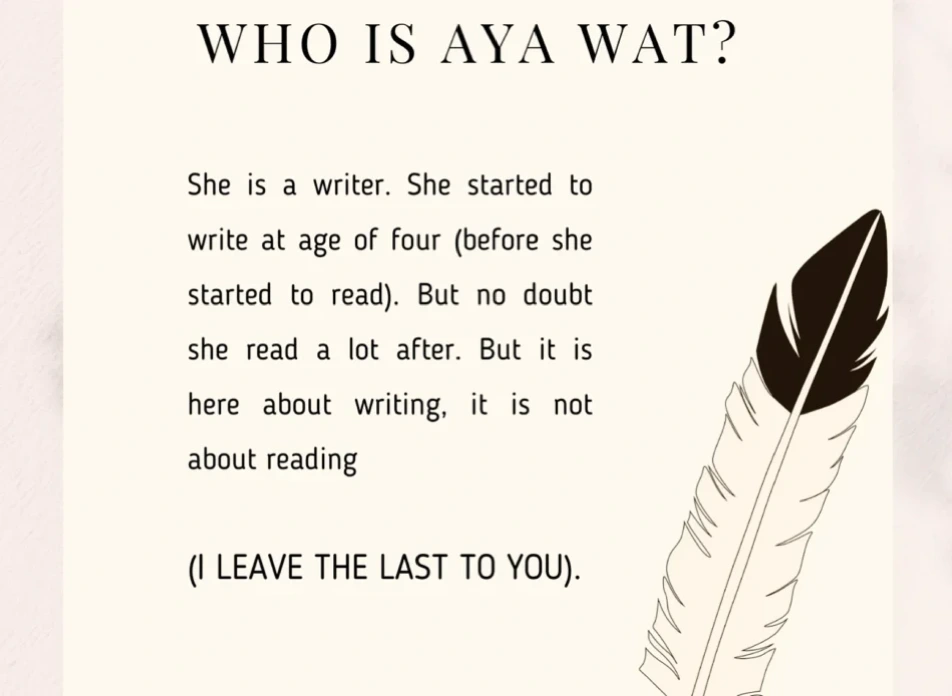 WHO IS AYA WAT?
She is a writer. She started to
write at age of four (before she
started to read). But no doubt
she read a lot after. But it is
here about writing, it is not
about reading
(I LEAVE THE LAST TO YOU).